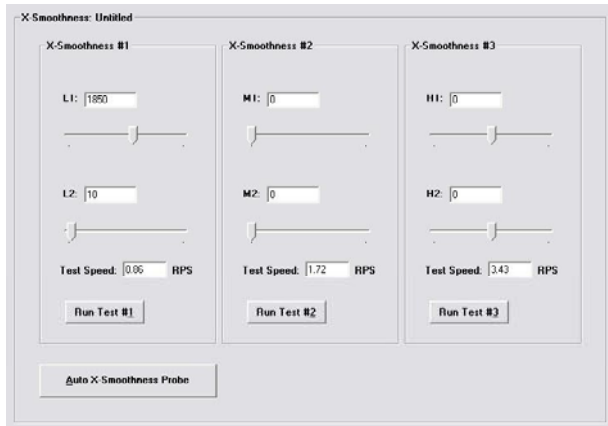 X-Smoothness: Untitled
X-Smoothness #1
L1: 1850
L2: 10
Test Speed: 0.86 RPS
Run Test #1
X-Smoothness #2
M1: 0
M2: 0
Test Speed: 1.72 RPS
Run Test #2
X-Smoothness #3
H1: 0
H2: 0
Test Speed: 3.43 RPS
Run Test #3
Auto X-Smoothness Probe